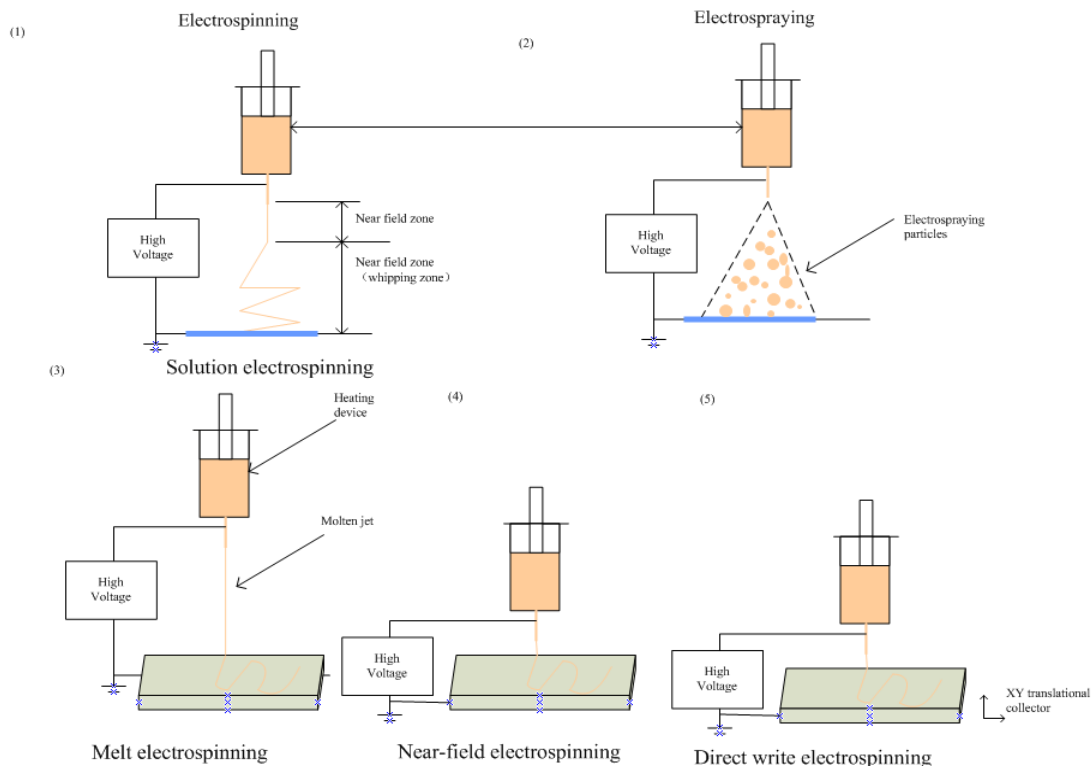 (1)
Electrospinning
(2)
Electrospraying
High
Voltage
Near field zone
Near field zone
（whipping zone）
High
Voltage
Electrospraying
particles
Solution electrospinning
(3)
Heating
device
Molten jet
High
Voltage
Melt electrospinning
(4)
High
Voltage
Near-field electrospinning
(5)
High
Voltage
XY translational
collector
Direct write electrospinning